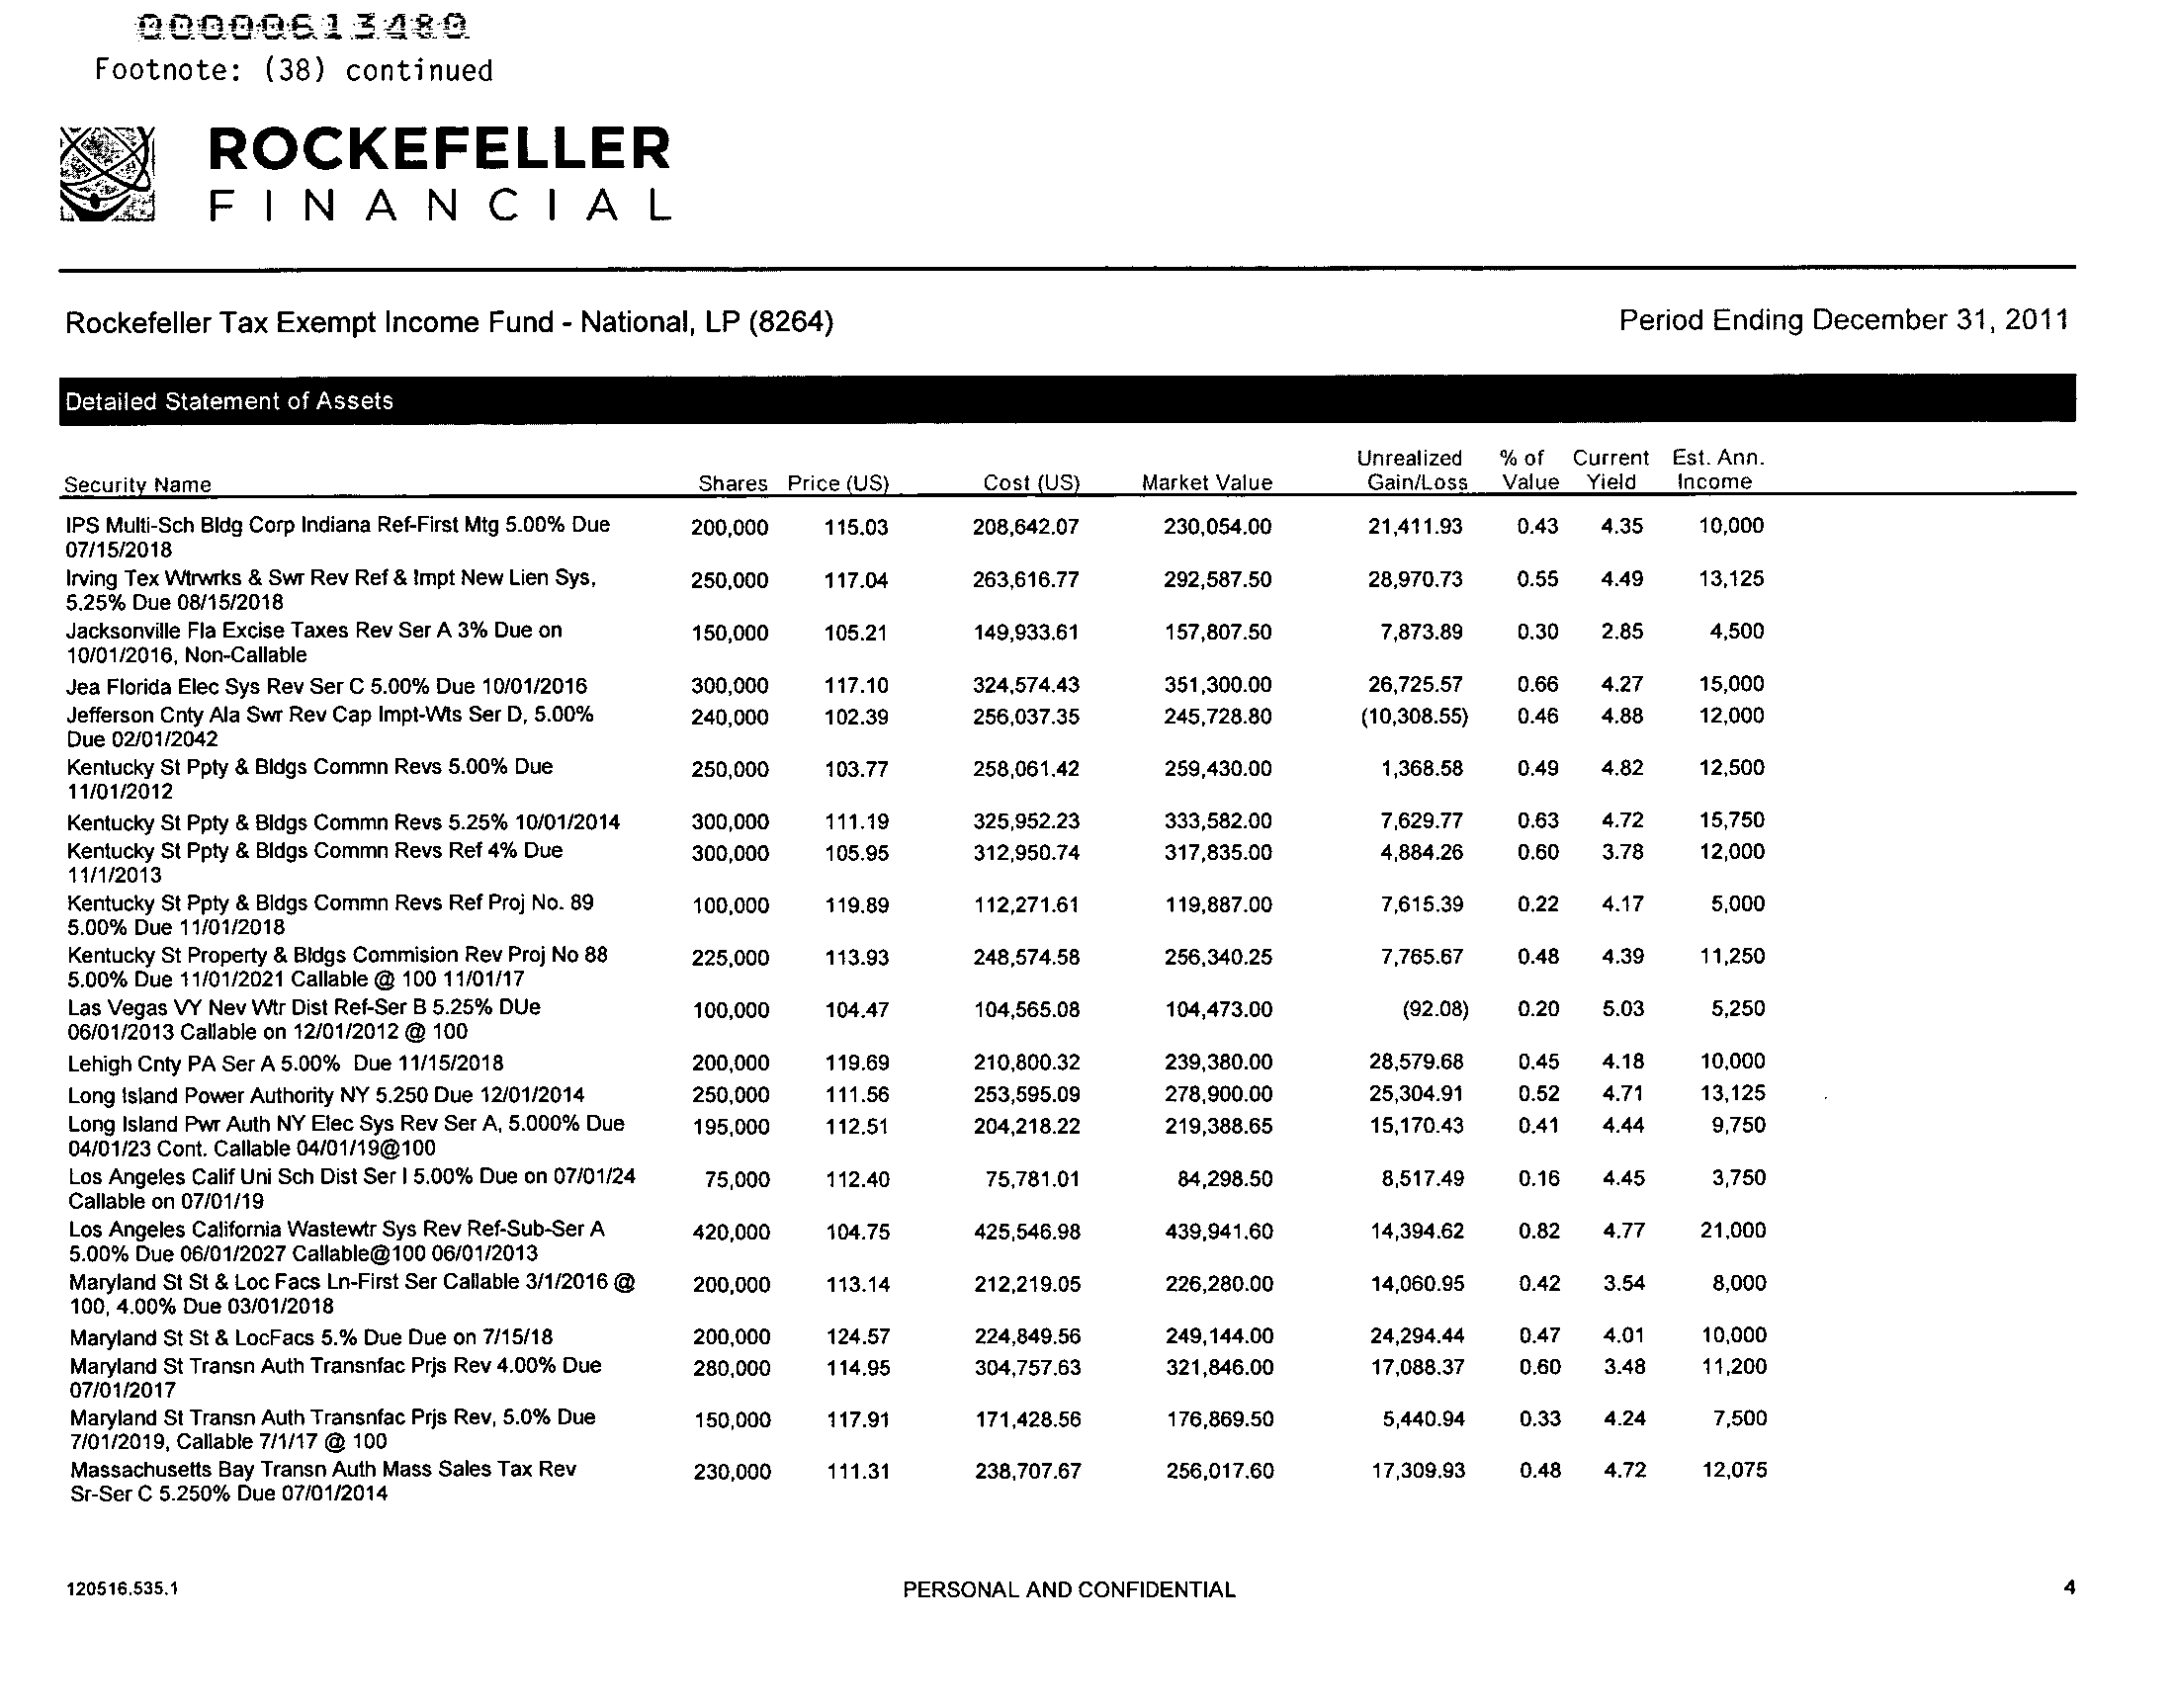 00000613480
Footnote: (38) continued
ROCKEFELLER
FINANCIAL
Rockefeller Tax Exempt Income Fund - National, LP (8264) Period Ending December 31, 2011
Detailed Statement of Assets
Unrealized % of Current Est. Ann.
Security Name Shares Price (US) Cost (US) Market Value Gain/Loss Value Yield Income
IPS Multi-Sch Bldg Corp Indiana Ref-First Mtg 5.00% Due 200,000 115.03 208,642.07 230,054.00 21,411.93 0.43 4.35 10,000
07/15/2018
Irving Tex Wtrwrks & Swr Rev Ref & Impt New Lien Sys, 250,000 117.04 263,616.77 292,587.50 28,970.73 0.55 4.49 13,125
5.25% Due 08/15/2018
Jacksonville Fla Excise Taxes Rev Ser A 3% Due on 150,000 105.21 149,933.61 157,807.50 7,873.89 0.30 2.85 4,500
10/01/2016, Non-Callable
Jea Florida Elec Sys Rev Ser C 5.00% Due 10/01/2016 300,000 117.10 324,574.43 351,300.00 26,725.57 0.66 4.27 15,000
Jefferson Cnty Ala Swr Rev Cap Impt-Wts Ser D, 5.00% 240,000 102.39 256,037.35 245,728.80 (10,308.55) 0.46 4.88 12,000
Due 02/01/2042
Kentucky St Ppty & Bldgs Commn Revs 5.00% Due 250,000 103.77 258,061.42 259,430.00 1,368.58 0.49 4.82 12,500
11/01/2012
Kentucky St Ppty & Bldgs Commn Revs 5.25% 10/01/2014 300,000 111.19 325,952.23 333,582.00 7,629.77 0.63 4.72 15,750
Kentucky St Ppty & Bldgs Commn Revs Ref 4% Due 300,000 105.95 312,950.74 317,835.00 4,884.26 0.60 3.78 12,000
11/1/2013
Kentucky St Ppty & Bldgs Commn Revs Ref Proj No. 89 100,000 119.89 112,271.61 119,887.00 7,615.39 0.22 4.17 5,000
5.00% Due 11/01/2018
Kentucky St Property & Bldgs Commision Rev Proj No 88 225,000 113.93 248,574.58 256,340.25 7,765.67 0.48 4.39 11,250
5.00% Due 11/01/2021 Callable @ 100 11/01/17
Las Vegas VY Nev Wtr Dist Ref-Ser B 5.25% DUe 100,000 104.47 104,565.08 104,473.00 (92.08) 0.20 5.03 5,250
06/01/2013 Callable on 12/01/2012 @ 100
Lehigh Cnty PA Ser A 5.00% Due 11/15/2018 200,000 119.69 210,800.32 239,380.00 28,579.68 0.45 4.18 10,000
Long Island Power Authority NY 5.250 Due 12/01/2014 250,000 111.56 253,595.09 278,900.00 25,304.91 0.52 4.71 13,125
Long Island Pwr Auth NY Elec Sys Rev Ser A, 5.000% Due 195,000 112.51 204,218.22 219,388.65 15,170.43 0.41 4.44 9,750
04/01/23 Cont. Callable 04/01/19@100
Los Angeles Calif Uni Sch Dist Ser I 5.00% Due on 07/01/24 75,000 112.40 75,781.01 84,298.50 8,517.49 0.16 4.45 3,750
Callable on 07/01/19
Los Angeles California Wastewtr Sys Rev Ref-Sub-Ser A 420,000 104.75 425,546.98 439,941.60 14,394.62 0.82 4.77 21,000
5.00% Due 06/01/2027 Callable@100 06/01/2013
Maryland St St & Loc Facs Ln-First Ser Callable 3/1/2016 @ 200,000 113.14 212,219.05 226,280.00 14,060.95 0.42 3.54 8,000
100, 4.00% Due 03/01/2018
Maryland St St & LocFacs 5.% Due Due on 7/15/18 200,000 124.57 224,849.56 249,144.00 24,294.44 0.47 4.01 10,000
Maryland St Transn Auth Transnfac Prjs Rev 4.00% Due 280,000 114.95 304,757.63 321,846.00 17,088.37 0.60 3.48 11,200
07/01/2017
Maryland St Transn Auth Transnfac Prjs Rev, 5.0% Due 150,000 117.91 171,428.56 176,869.50 5,440.94 0.33 4.24 7,500
7/01/2019, Callable 7/1/17 @ 100
Massachusetts Bay Transn Auth Mass Sales Tax Rev 230,000 111.31 238,707.67 256,017.60 17,309.93 0.48 4.72 12,075
Sr-Ser C 5.250% Due 07/01/2014
120516.535.1 PERSONAL AND CONFIDENTIAL 4